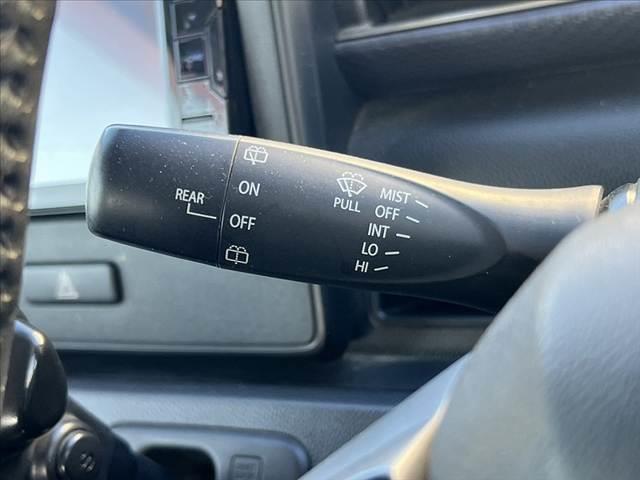 REAR
ON
OFF
PULL
MIST
OFF
INT
LO
HI